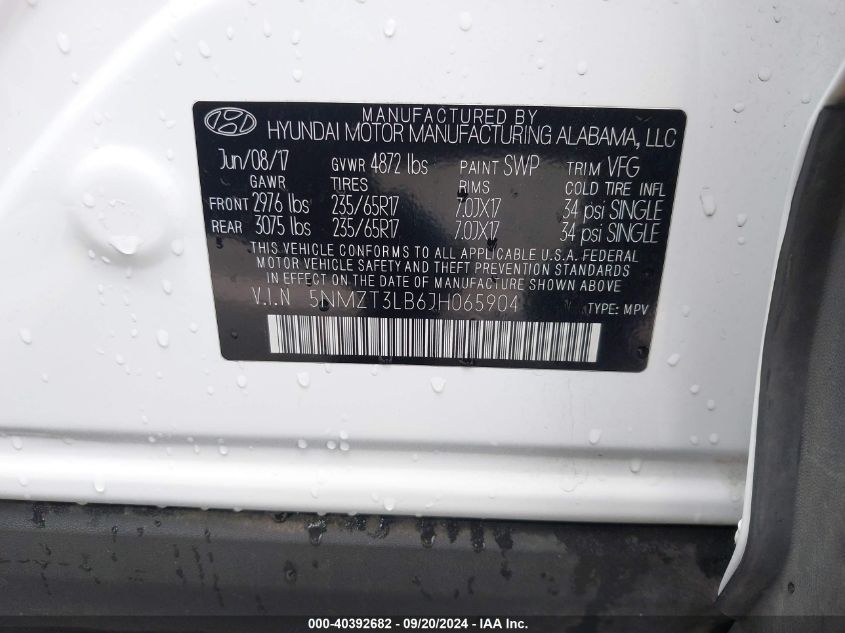 MANUFACTURED BY
HYUNDAI MOTOR MANUFACTURING ALABAMA, LLC
Jun/08/17 GVWR 4872 lbs PAINT SWP TRIM VFG
GAWR TIRES RIMS COLD TIRE INFL
FRONT 2976 lbs 235/65R17 7.0JX17 34 psi SINGLE
REAR 3075 lbs 235/65R17 7.0JX17 34 psi SINGLE
THIS VEHICLE CONFORMS TO ALL APPLICABLE U.S.A. FEDERAL
MOTOR VEHICLE SAFETY AND THEFT PREVENTION STANDARDS
IN EFFECT ON THE DATE OF MANUFACTURE SHOWN ABOVE
V.I.N 5NMZT3LB6JH065904 TYPE: MPV
000-40392682 - 09/20/2024 - IAA Inc.